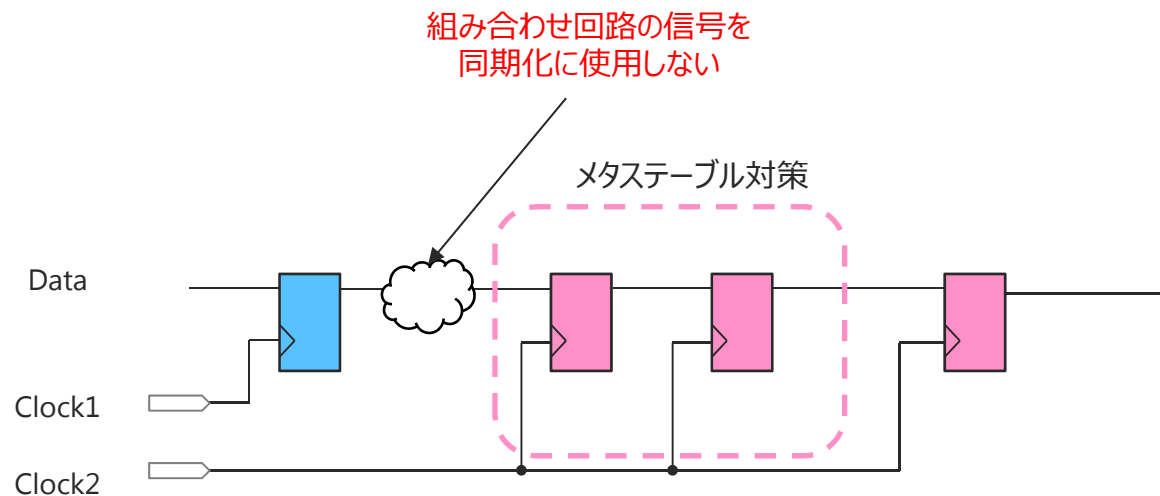 組み合わせ回路の信号を
同期化に使用しない
メタステーブル対策
Data
Clock1
Clock2